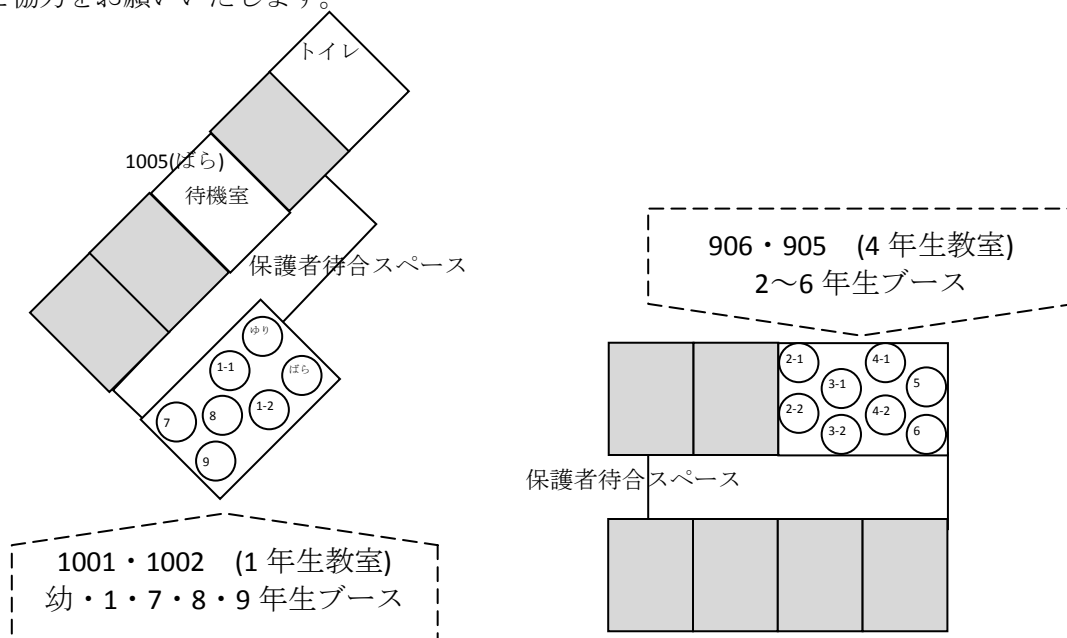 協力をお願いいたします。
トイレ
1005(ばら)
待機室
保護者待合スペース
ゆり
1-1
ばら
1-2
8
7
9
1001・1002 (1 年生教室)
幼・1・7・8・9 年生ブース
906・905 (4 年生教室)
2～6 年生ブース
2-1
4-1
3-1
5
2-2
4-2
3-2
6
保護者待合スペース